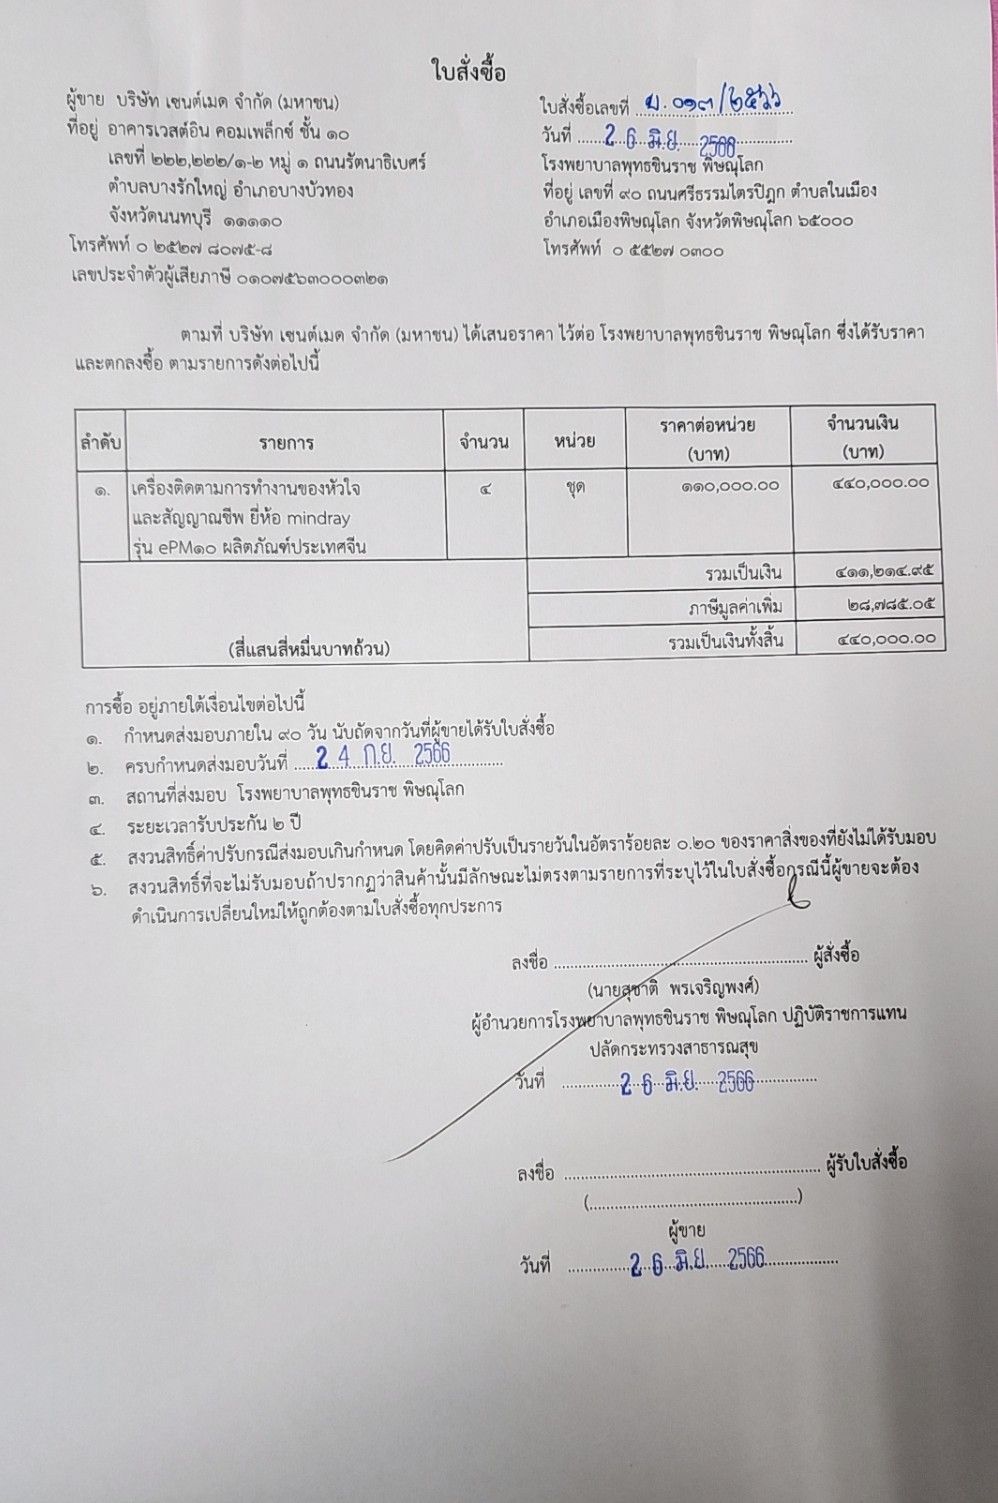 ใบสั่งซื้อ
ผู้ขาย บริษัท เซนต์เมด จำกัด (มหาชน)
ที่อยู่ อาคารเวสต์อิน คอมเพล็กซ์ ชั้น ๑๐
เลขที่ ๒๒๒,๒๒๒/๑-๒ หมู่ ๑ ถนนรัตนาธิเบศร์
ตำบลบางรักใหญ่ อำเภอบางบัวทอง
จังหวัดนนทบุรี ๑๑๑๑๐
โทรศัพท์ ๐ ๒๕๒๗ ๘๐๗๕-๘
เลขประจำตัวผู้เสียภาษี ๐๑๐๗๕๖๓๐๐๐๓๒๑
ใบสั่งซื้อเลขที่ ย. ๐๑๓/๒๕๖๖
วันที่ 26 มิ.ย. 2566
โรงพยาบาลพุทธชินราช พิษณุโลก
ที่อยู่ เลขที่ ๙๐ ถนนศรีธรรมไตรปิฎก ตำบลในเมือง
อำเภอเมืองพิษณุโลก จังหวัดพิษณุโลก ๖๕๐๐๐
โทรศัพท์ ๐ ๕๕๒๗ ๐๓๐๐
ตามที่ บริษัท เซนต์เมด จำกัด (มหาชน) ได้เสนอราคา ไว้ต่อ โรงพยาบาลพุทธชินราช พิษณุโลก ซึ่งได้รับราคา
และตกลงซื้อ ตามรายการดังต่อไปนี้
ลำดับ รายการ จำนวน หน่วย ราคาต่อหน่วย (บาท) จำนวนเงิน (บาท)
๑. เครื่องติดตามการทำงานของหัวใจ ๔ ชุด ๑๑๐,๐๐๐.๐๐ ๔๔๐,๐๐๐.๐๐
และสัญญาณชีพ ยี่ห้อ mindray
รุ่น ePM๑๐ ผลิตภัณฑ์ประเทศจีน
รวมเป็นเงิน ๔๑๑,๒๑๔.๙๕
ภาษีมูลค่าเพิ่ม ๒๘,๗๘๕.๐๕
(สี่แสนสี่หมื่นบาทถ้วน) รวมเป็นเงินทั้งสิ้น ๔๔๐,๐๐๐.๐๐
การซื้อ อยู่ภายใต้เงื่อนไขต่อไปนี้
๑. กำหนดส่งมอบภายใน ๙๐ วัน นับถัดจากวันที่ผู้ขายได้รับใบสั่งซื้อ
๒. ครบกำหนดส่งมอบวันที่ 24 ก.ย. 2566
๓. สถานที่ส่งมอบ โรงพยาบาลพุทธชินราช พิษณุโลก
๔. ระยะเวลารับประกัน ๒ ปี
๕. สงวนสิทธิ์ค่าปรับกรณีส่งมอบเกินกำหนด โดยคิดค่าปรับเป็นรายวันในอัตราร้อยละ ๐.๒๐ ของราคาสิ่งของที่ยังไม่ได้รับมอบ
๖. สงวนสิทธิ์ที่จะไม่รับมอบถ้าปรากฏว่าสินค้านั้นมีลักษณะไม่ตรงตามรายการที่ระบุไว้ในใบสั่งซื้อกรณีนี้ผู้ขายจะต้อง
ดำเนินการเปลี่ยนใหม่ให้ถูกต้องตามใบสั่งซื้อทุกประการ
ลงชื่อ ........................ ผู้สั่งซื้อ
(นายสุชาติ พรเจริญพงศ์)
ผู้อำนวยการโรงพยาบาลพุทธชินราช พิษณุโลก ปฏิบัติราชการแทน
ปลัดกระทรวงสาธารณสุข
วันที่ 26 มิ.ย. 2566
ลงชื่อ ........................ ผู้รับใบสั่งซื้อ
(........................)
ผู้ขาย
วันที่ 26 มิ.ย. 2566